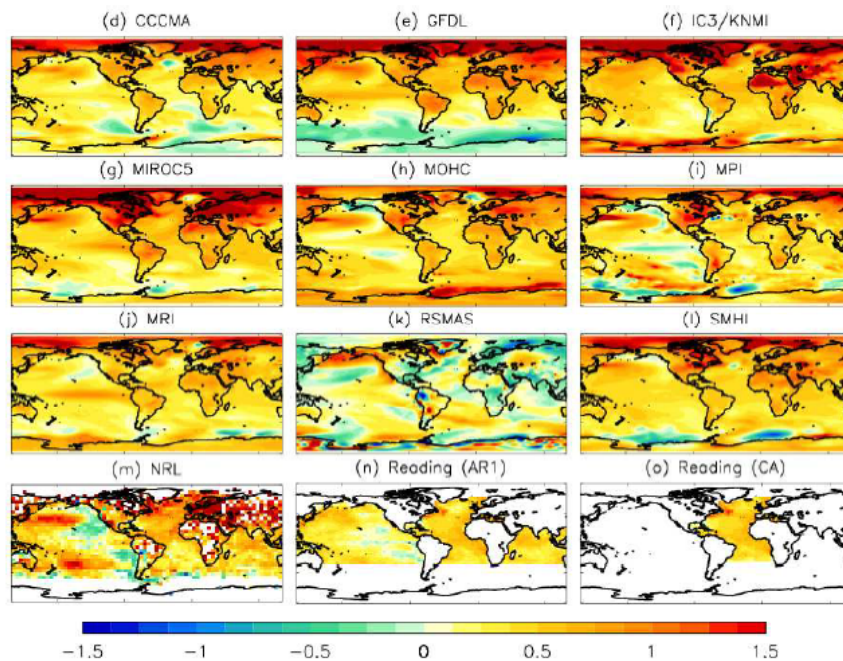 (d) CCCMA (e) GFDL (f) IC3/KNMI
(g) MIROC5 (h) MOHC (i) MPI
(j) MRI (k) RSMAS (l) SMHI
(m) NRL (n) Reading (AR1) (o) Reading (CA)
−1.5 −1 −0.5 0 0.5 1 1.5